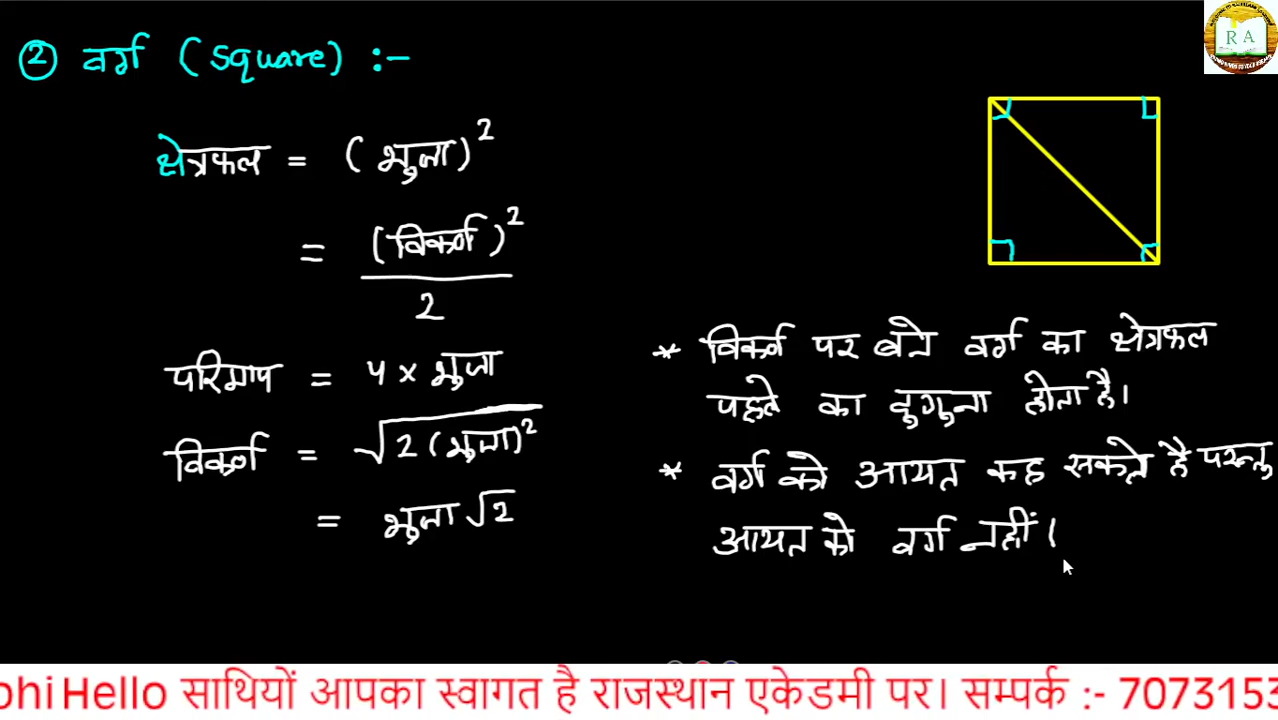 ② वर्ग (Square) :-
RA
क्षेत्रफल = (भुजा)²
= (विकर्ण)²
2
परिमाप = 4 × भुजा
विकर्ण = √2(भुजा)²
= भुजा √2
* विकर्ण पर बने वर्ग का क्षेत्रफल
पहले का दुगुना होता है।
* वर्ग को आयत कह सकते है परन्तु
आयत को वर्ग नहीं।
ohi Hello साथियों आपका स्वागत है राजस्थान एकेडमी पर। सम्पर्क :- 7073153